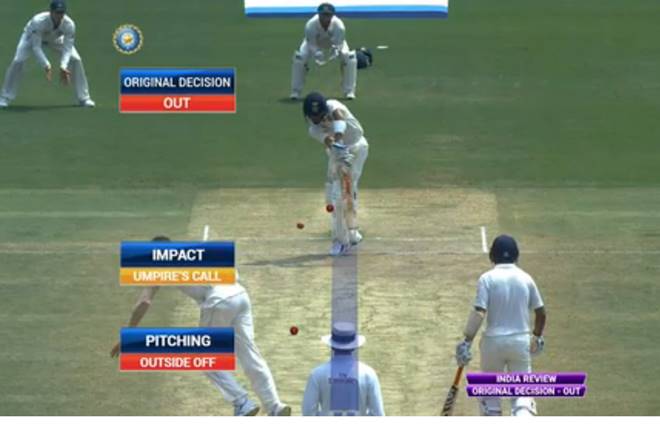 ORIGINAL DECISION
OUT
IMPACT
UMPIRE'S CALL
PITCHING
OUTSIDE OFF
INDIA REVIEW
ORIGINAL DECISION - OUT